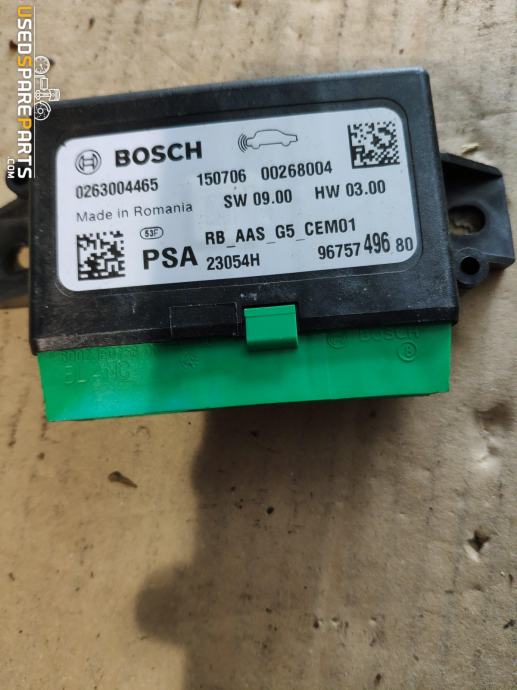 USEDSPAREPARTS.COM
BOSCH
0263004465 150706 00268004
Made in Romania SW 09.00 HW 03.00
53F
PSA RB_AAS_G5_CEM01
23054H 96757 496 80
BOSCH